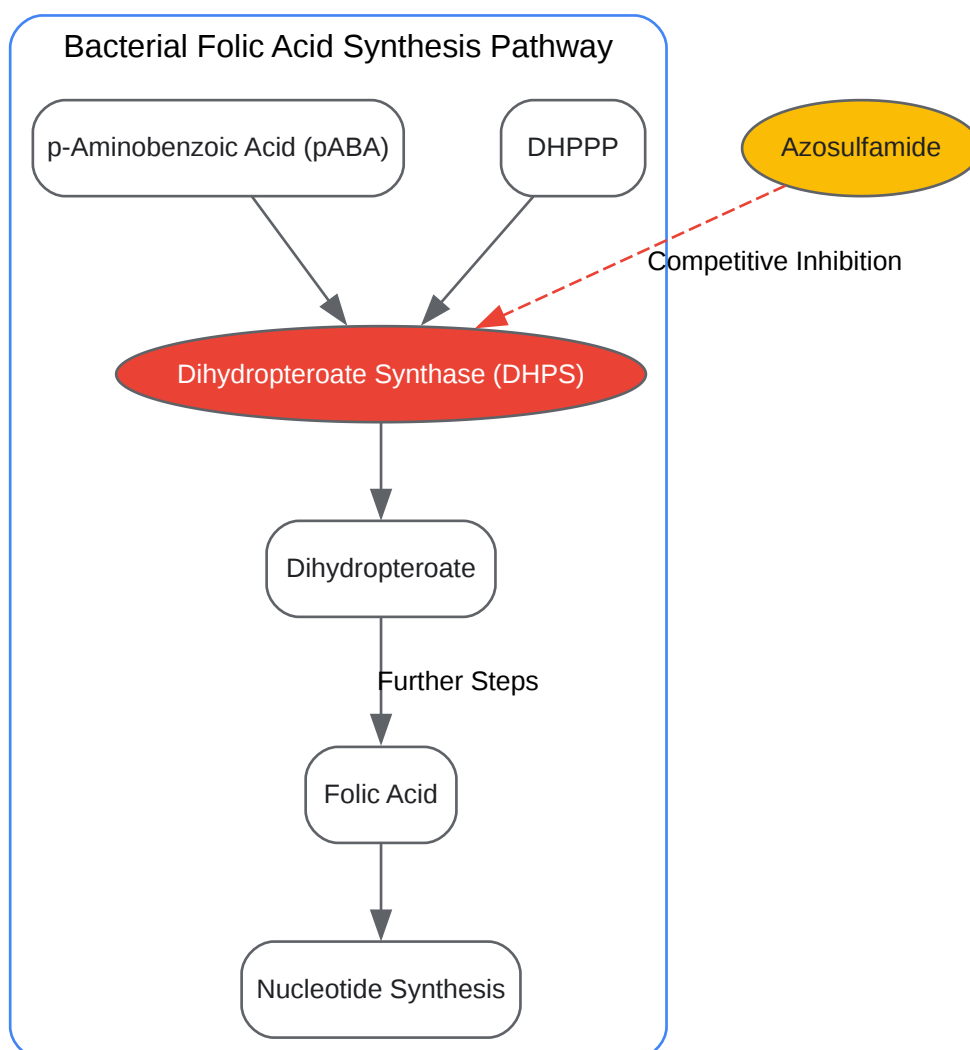 Bacterial Folic Acid Synthesis Pathway
p-Aminobenzoic Acid (pABA)
DHPPP
Azosulfamide
Competitive Inhibition
Dihydropteroate Synthase (DHPS)
Dihydropteroate
Further Steps
Folic Acid
Nucleotide Synthesis